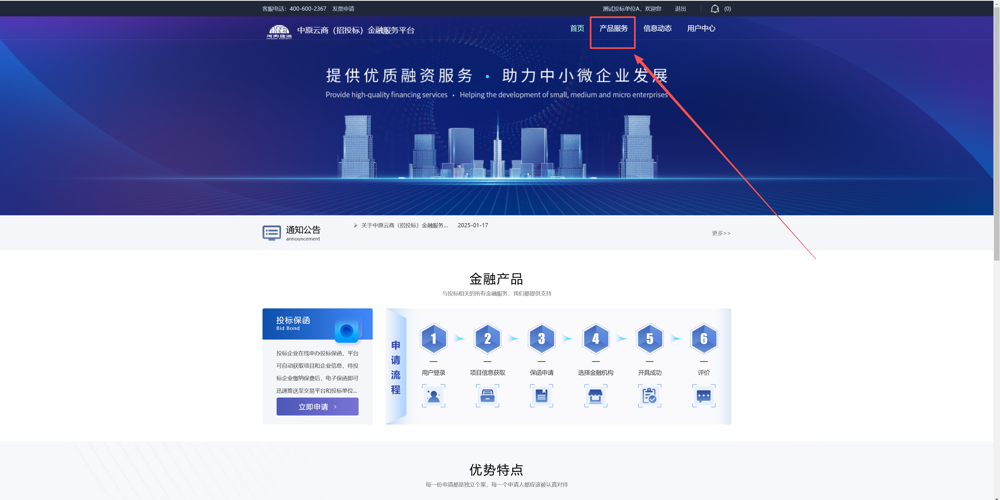 客服电话：400-600-2367 发票申请 测试投标单位A，欢迎您 退出 (0)
HNE
河南能源
HENAN ENERGY
中原云商（招投标）金融服务平台
首页 产品服务 信息动态 用户中心
提供优质融资服务 · 助力中小微企业发展
Provide high-quality financing services · Helping the development of small, medium and micro enterprises
通知公告
announcement
关于中原云商（招投标）金融服务... 2025-01-17
更多>>
金融产品
与投标相关的所有金融服务，我们都提供支持
投标保函
Bid Bond
投标企业在线申办投标保函，平台
可自动获取项目和企业信息，待投
标企业缴纳保费后，电子保函即可
迅速推送至交易平台和投标单位...
立即申请 >
申请流程
1 2 3 4 5 6
用户登录 项目信息获取 保函申请 选择金融机构 开具成功 评价
优势特点
每一份申请都是独立个案，每一个申请人都应该被认真对待